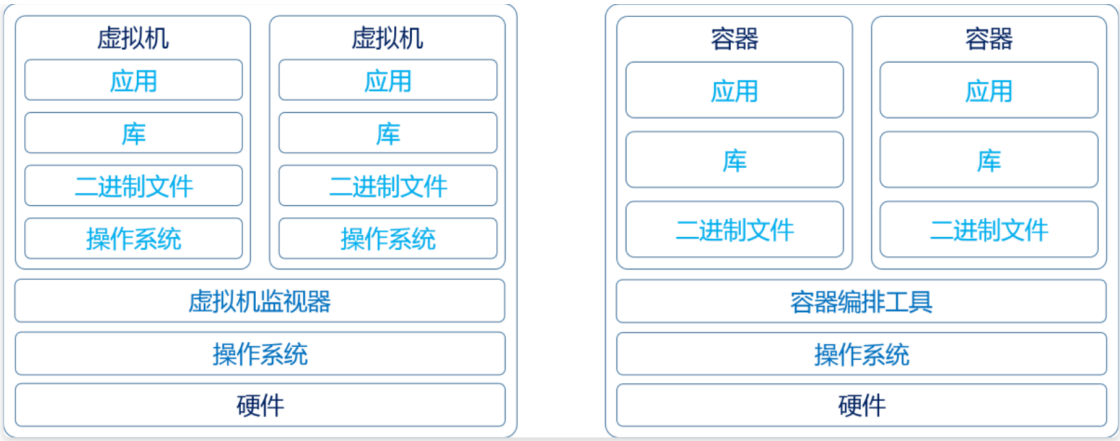 虚拟机
应用
库
二进制文件
操作系统
虚拟机
应用
库
二进制文件
操作系统
虚拟机监视器
操作系统
硬件
容器
应用
库
二进制文件
容器
应用
库
二进制文件
容器编排工具
操作系统
硬件